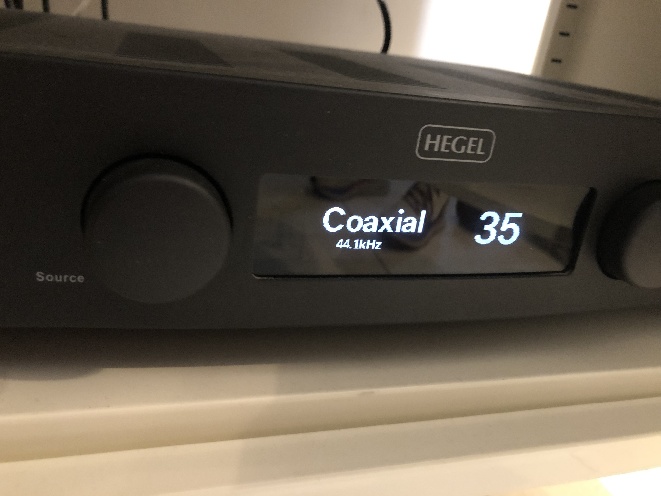 HEGEL
Coaxial 35
44.1kHz
Source